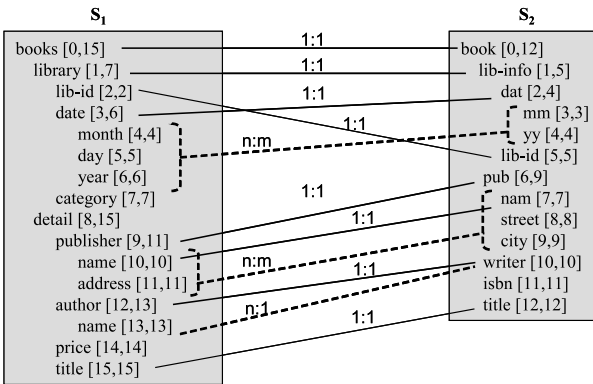 S1
books [0,15]
library [1,7]
lib-id [2,2]
date [3,6]
month [4,4]
day [5,5]
year [6,6]
category [7,7]
detail [8,15]
publisher [9,11]
name [10,10]
address [11,11]
author [12,13]
name [13,13]
price [14,14]
title [15,15]
1:1
1:1
1:1
1:1
n:m
1:1
1:1
n:m
1:1
n:1
1:1
S2
book [0,12]
lib-info [1,5]
dat [2,4]
mm [3,3]
yy [4,4]
lib-id [5,5]
pub [6,9]
nam [7,7]
street [8,8]
city [9,9]
writer [10,10]
isbn [11,11]
title [12,12]